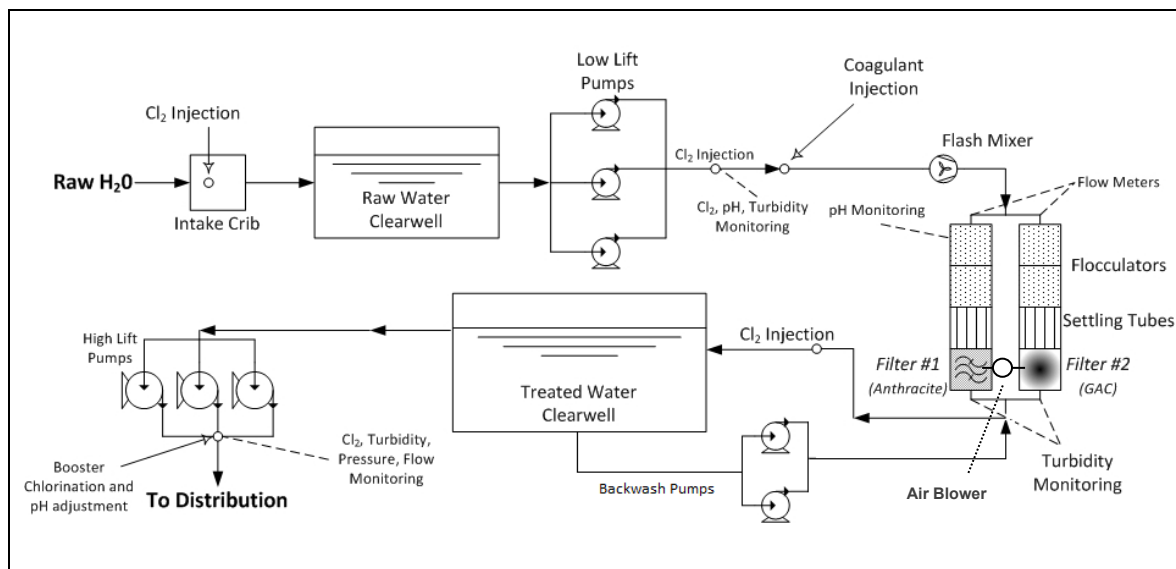 Cl₂ Injection
Raw H₂0
Intake Crib
Raw Water
Clearwell
Low Lift
Pumps
Cl₂ Injection
Cl₂, pH, Turbidity
Monitoring
Coagulant
Injection
Flash Mixer
Flow Meters
pH Monitoring
Flocculators
Settling Tubes
Filter #1
(Anthracite)
Filter #2
(GAC)
Turbidity
Monitoring
Air Blower
Cl₂ Injection
Treated Water
Clearwell
Backwash Pumps
High Lift
Pumps
Cl₂, Turbidity,
Pressure, Flow
Monitoring
Booster
Chlorination and
pH adjustment
To Distribution